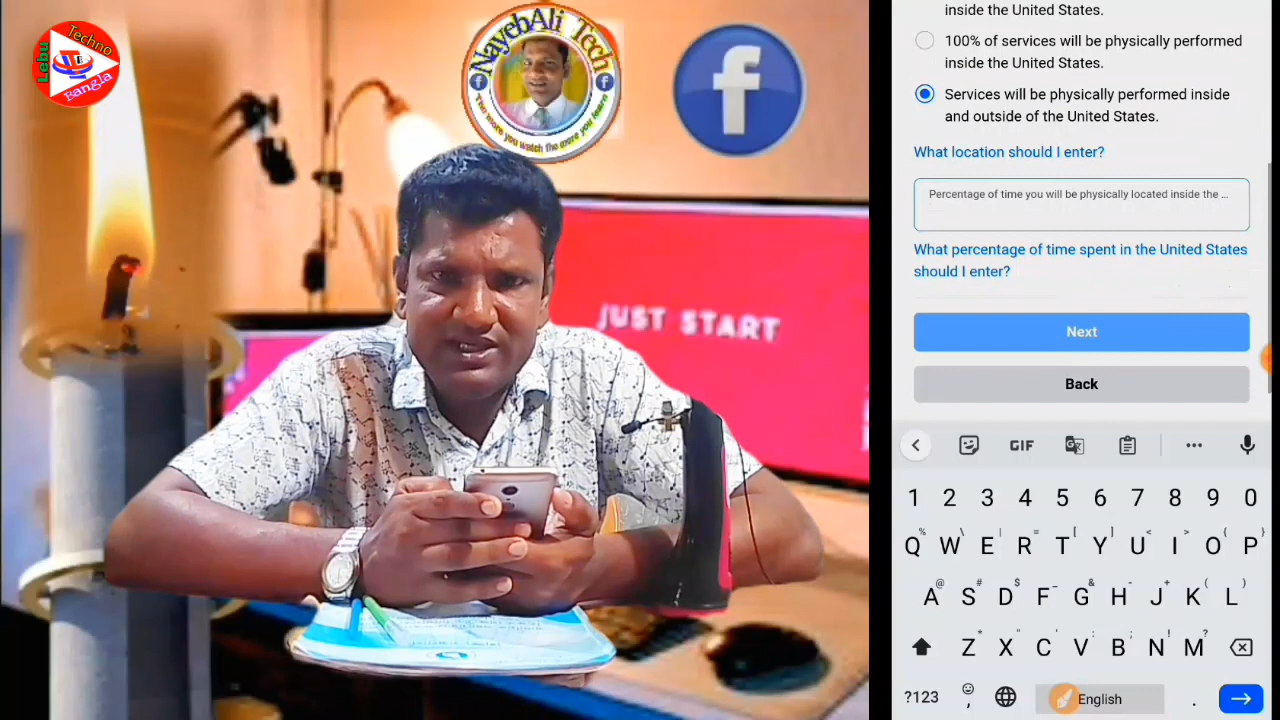 Lebu
Techno
Bangla
NayebAli Tech
The more you watch the more you learn
f
JUST START
inside the United States.
100% of services will be physically performed
inside the United States.
Services will be physically performed inside
and outside of the United States.
What location should I enter?
Percentage of time you will be physically located inside the ...
What percentage of time spent in the United States
should I enter?
Next
Back
GIF
1 2 3 4 5 6 7 8 9 0
Q W E R T Y U I O P
A S D F G H J K L
Z X C V B N M
?123 , English .